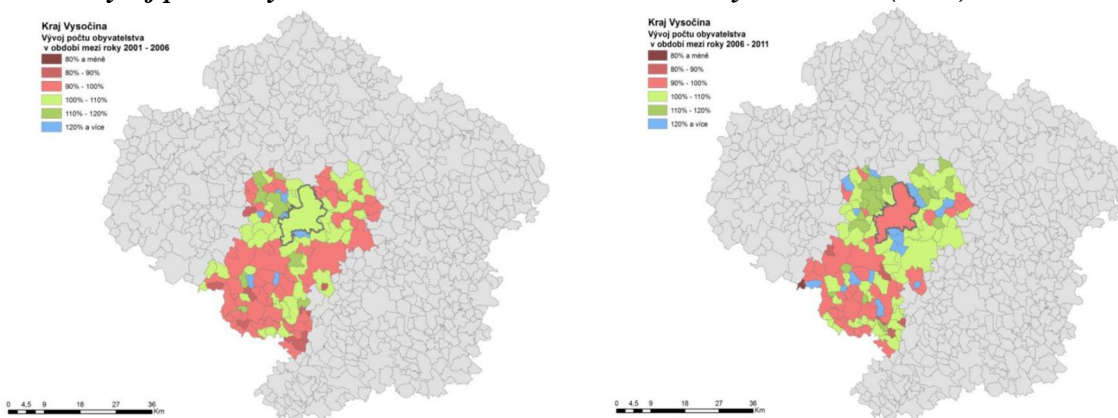 Kraj Vysočina
Vývoj počtu obyvatelstva
v období mezi roky 2001 - 2006
80% a méně
80% - 90%
90% - 100%
100% - 110%
110% - 120%
120% a více
0 4,5 9 18 27 36
Km
Kraj Vysočina
Vývoj počtu obyvatelstva
v období mezi roky 2006 - 2011
80% a méně
80% - 90%
90% - 100%
100% - 110%
110% - 120%
120% a více
0 4,5 9 18 27 36
Km